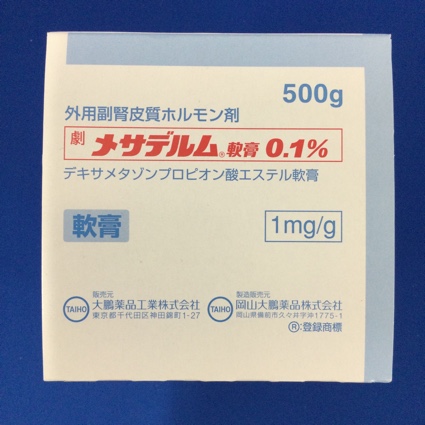 500g
外用副腎皮質ホルモン剤
劇 メサデルム®軟膏 0.1%
デキサメタゾンプロピオン酸エステル軟膏
軟膏 1mg/g
TAIHO 販売元 大鵬薬品工業株式会社 東京都千代田区神田錦町1-27
TAIHO 製造販売元 岡山大鵬薬品株式会社 岡山県備前市久々井字沖1775-1
®:登録商標